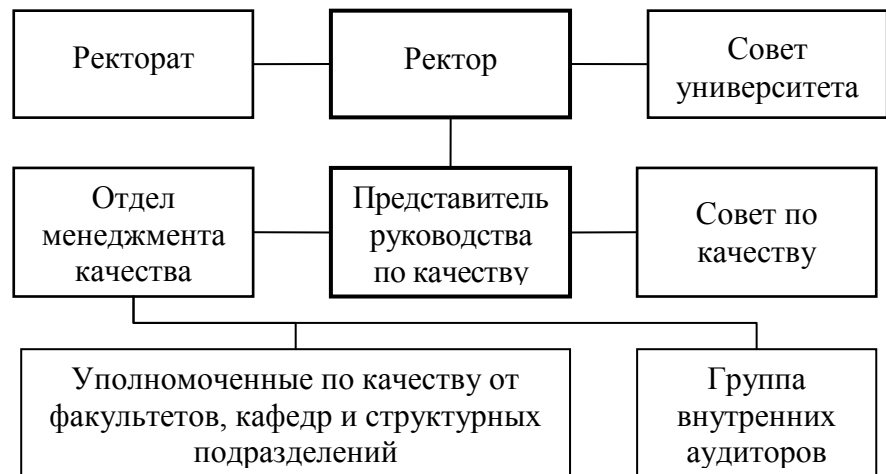 Ректорат
Ректор
Совет
университета
Отдел
менеджмента
качества
Представитель
руководства
по качеству
Совет по
качеству
Уполномоченные по качеству от
факультетов, кафедр и структурных
подразделений
Группа
внутренних
аудиторов